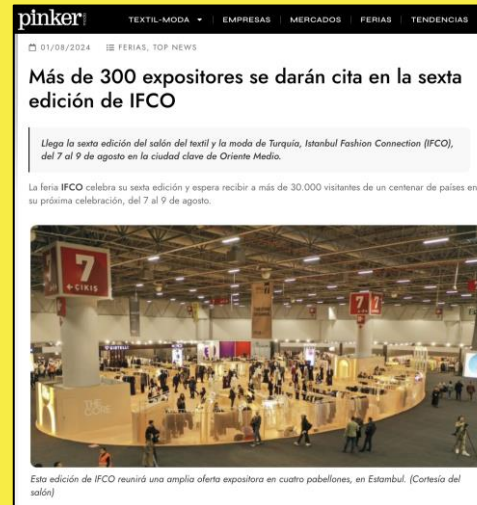 pinker
TEXTIL-MODA EMPRESAS MERCADOS FERIAS TENDENCIAS
01/08/2024 FERIAS, TOP NEWS
Más de 300 expositores se darán cita en la sexta
edición de IFCO
Llega la sexta edición del salón del textil y la moda de Turquía, Istanbul Fashion Connection (IFCO),
del 7 al 9 de agosto en la ciudad clave de Oriente Medio.
La feria IFCO celebra su sexta edición y espera recibir a más de 30.000 visitantes de un centenar de países en
su próxima celebración, del 7 al 9 de agosto.
7
ÇIKIŞ
7
THE
CORE
Esta edición de IFCO reunirá una amplia oferta expositora en cuatro pabellones, en Estambul. (Cortesía del
salón)